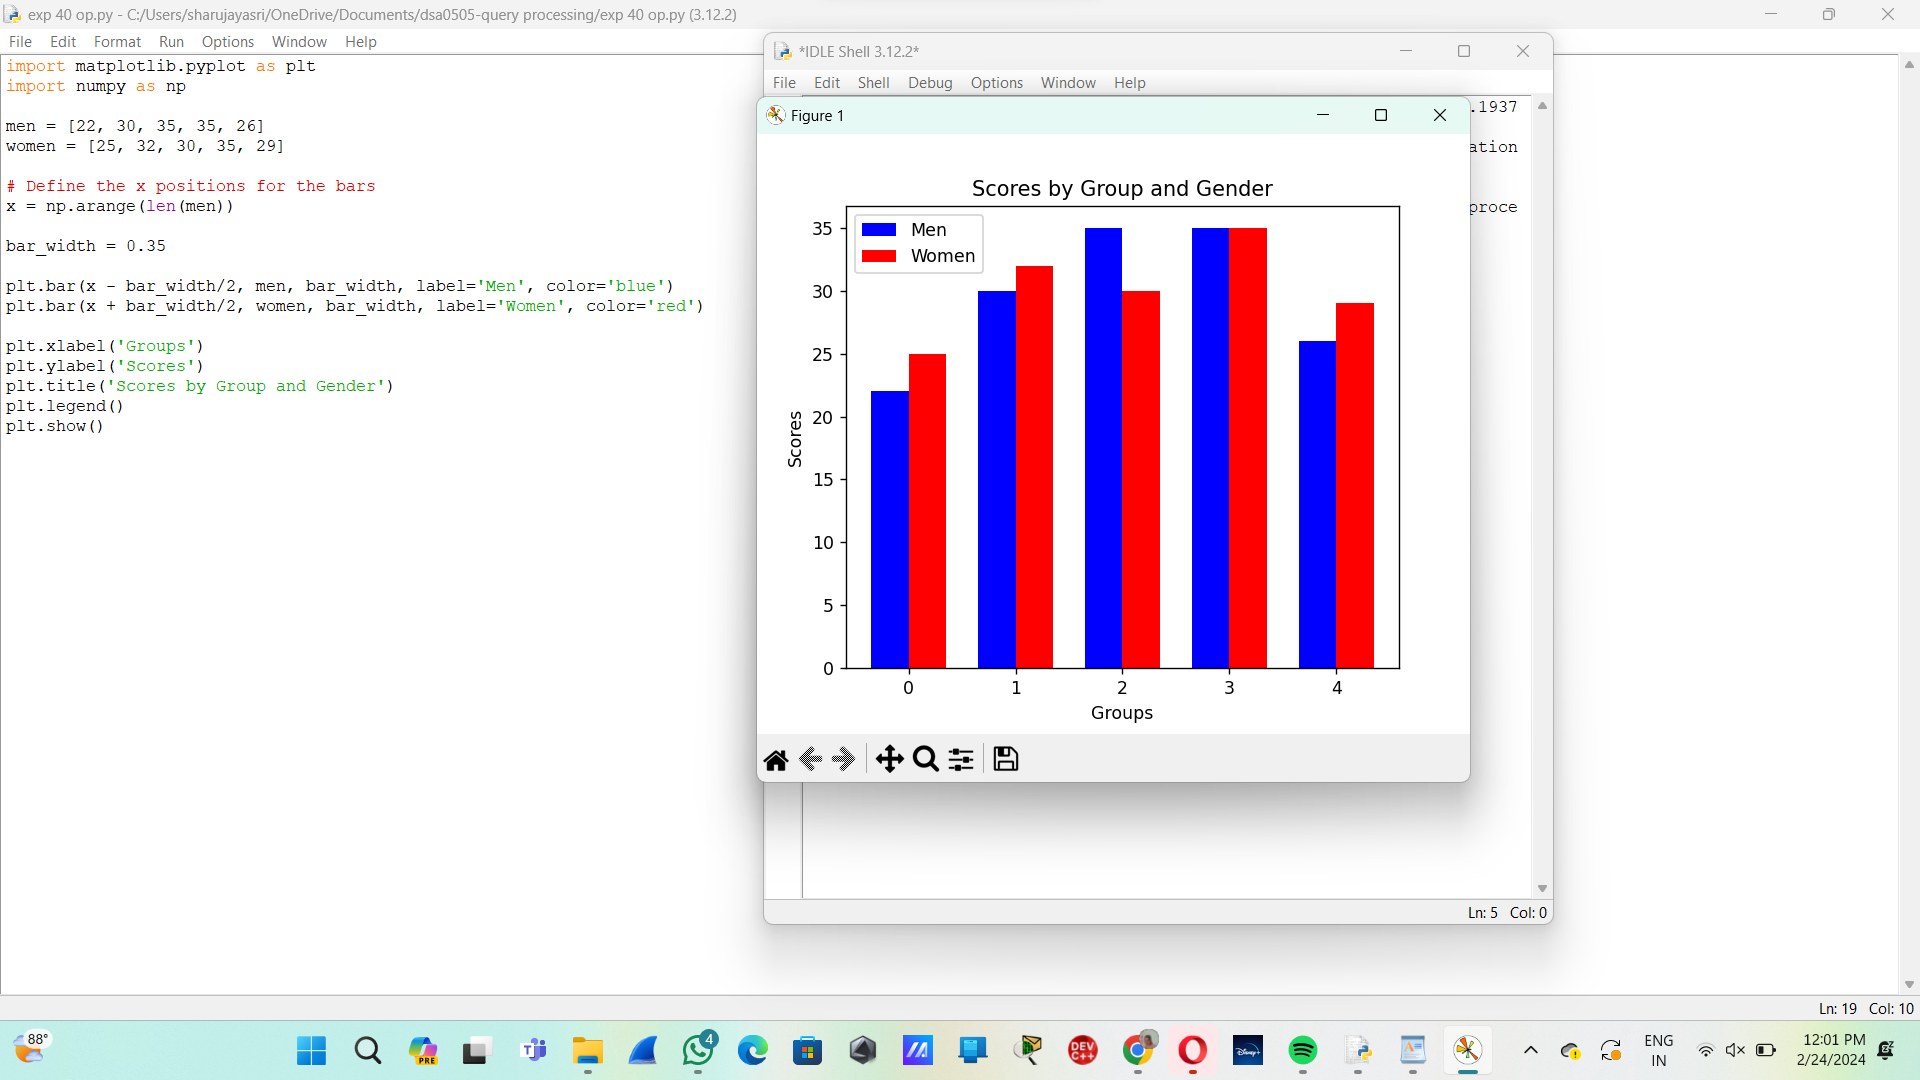 exp 40 op.py - C:/Users/sharujayasri/OneDrive/Documents/dsa0505-query processing/exp 40 op.py (3.12.2)
File Edit Format Run Options Window Help
import matplotlib.pyplot as plt
import numpy as np
men = [22, 30, 35, 35, 26]
women = [25, 32, 30, 35, 29]
# Define the x positions for the bars
x = np.arange(len(men))
bar_width = 0.35
plt.bar(x - bar_width/2, men, bar_width, label='Men', color='blue')
plt.bar(x + bar_width/2, women, bar_width, label='Women', color='red')
plt.xlabel('Groups')
plt.ylabel('Scores')
plt.title('Scores by Group and Gender')
plt.legend()
plt.show()
*IDLE Shell 3.12.2*
File Edit Shell Debug Options Window Help
.1937
ation
proce
Figure 1
Scores by Group and Gender
Men
Women
Scores
35
30
25
20
15
10
5
0
0 1 2 3 4
Groups
Ln: 5 Col: 0
Ln: 19 Col: 10
88°
PRE
4
DEV
C++
Disney+
ENG
IN
12:01 PM
2/24/2024